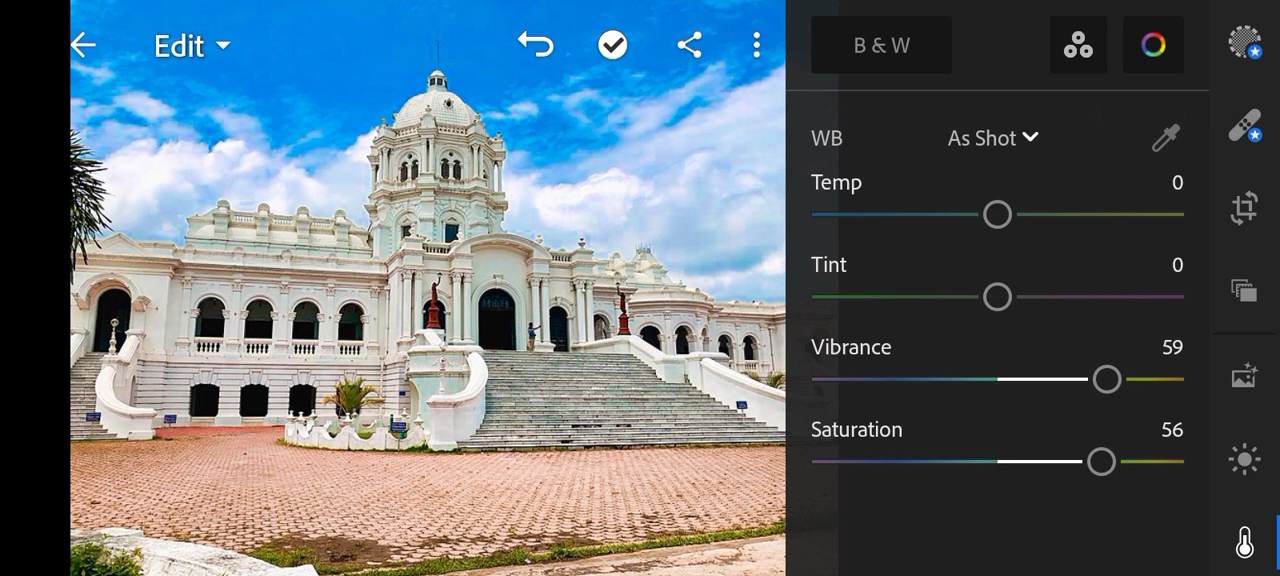 Edit
B & W
WB As Shot
Temp 0
Tint 0
Vibrance 59
Saturation 56